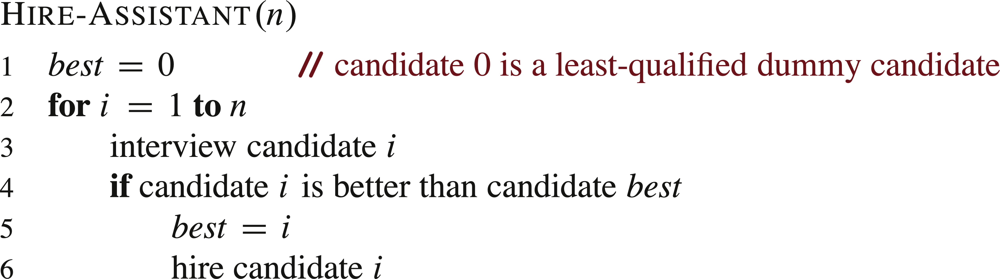 HIRE-ASSISTANT(n)
1 best = 0 // candidate 0 is a least-qualified dummy candidate
2 for i = 1 to n
3 interview candidate i
4 if candidate i is better than candidate best
5 best = i
6 hire candidate i